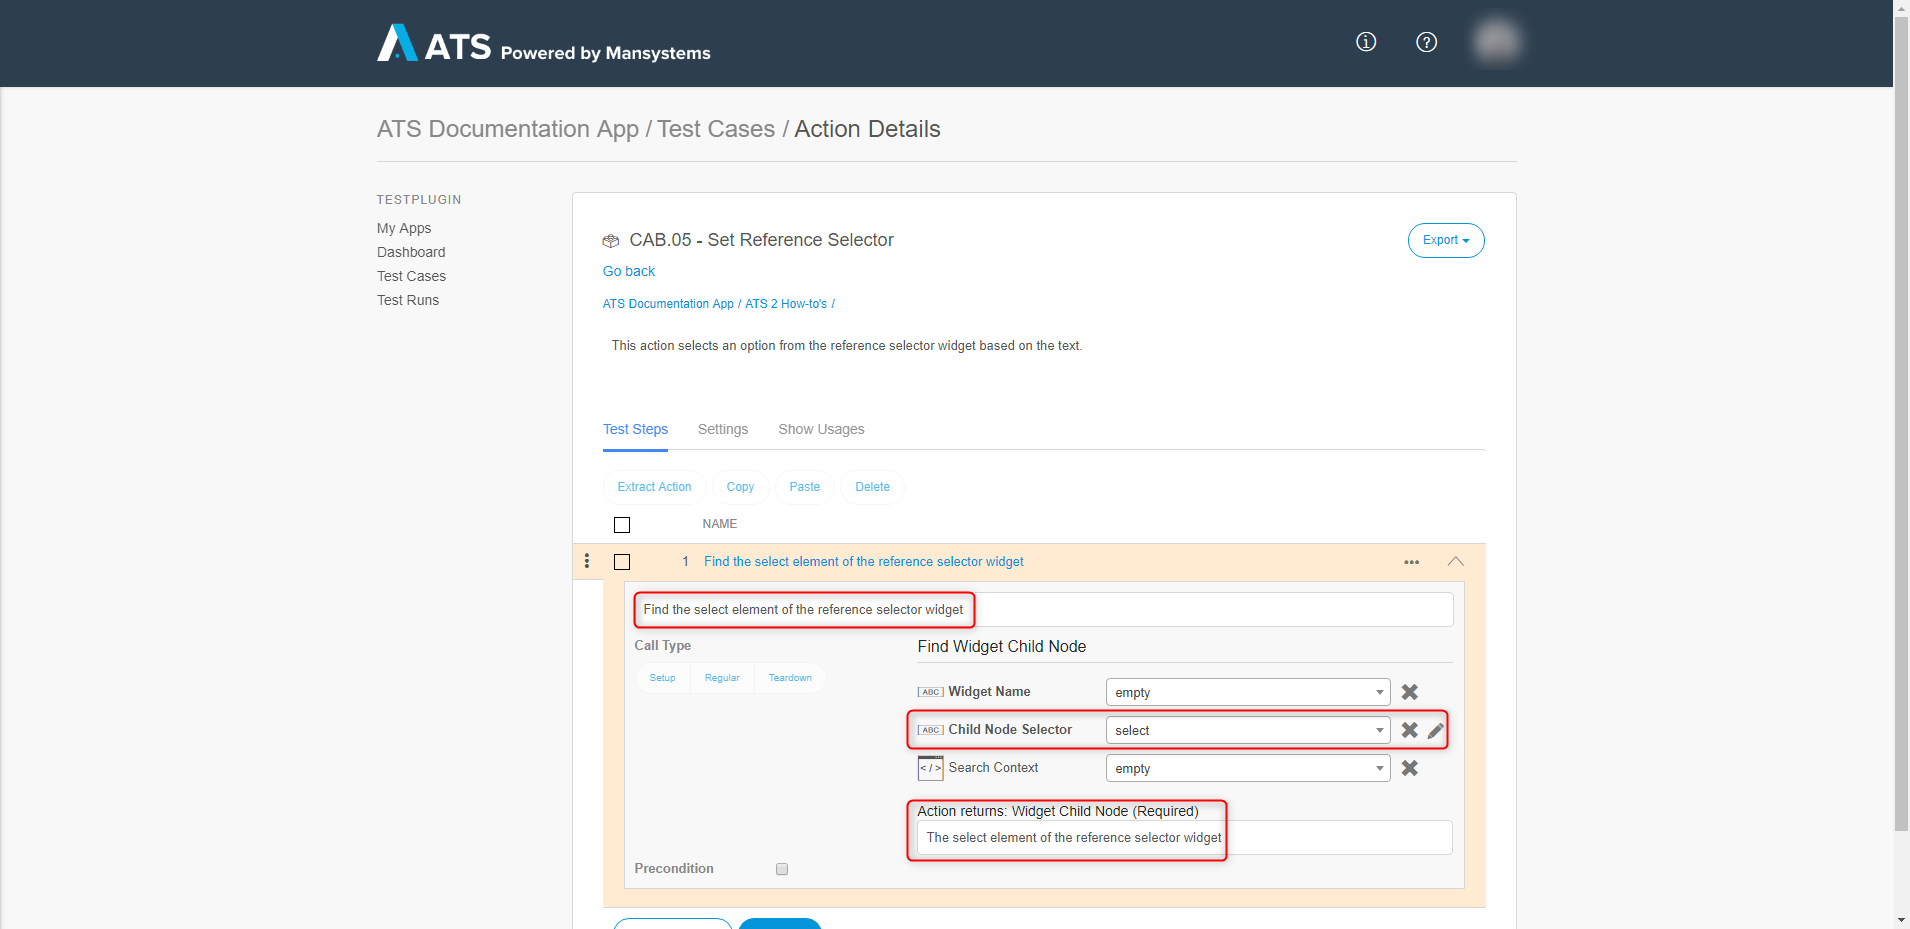 ATS Powered by Mansystems
ATS Documentation App / Test Cases / Action Details
TESTPLUGIN
My Apps
Dashboard
Test Cases
Test Runs
CAB.05 - Set Reference Selector
Export
Go back
ATS Documentation App / ATS 2 How-to's /
This action selects an option from the reference selector widget based on the text.
Test Steps Settings Show Usages
Extract Action Copy Paste Delete
NAME
1 Find the select element of the reference selector widget
Find the select element of the reference selector widget
Call Type
Setup Regular Teardown
Find Widget Child Node
ABC Widget Name empty
ABC Child Node Selector select
</> Search Context empty
Action returns: Widget Child Node (Required)
The select element of the reference selector widget
Precondition